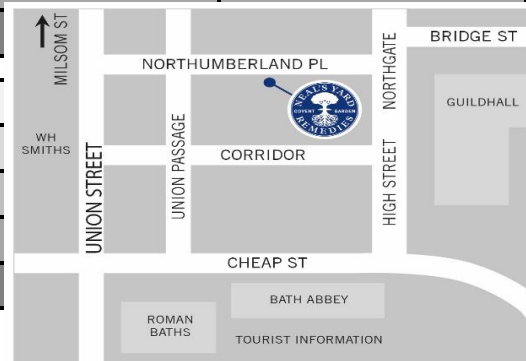 MILSOM ST
BRIDGE ST
NORTHUMBERLAND PL
NORTHGATE
NEAL'S YARD
COVENT GARDEN
REMEDIES
GUILDHALL
WH
SMITHS
UNION STREET
UNION PASSAGE
CORRIDOR
HIGH STREET
CHEAP ST
BATH ABBEY
ROMAN
BATHS
TOURIST INFORMATION